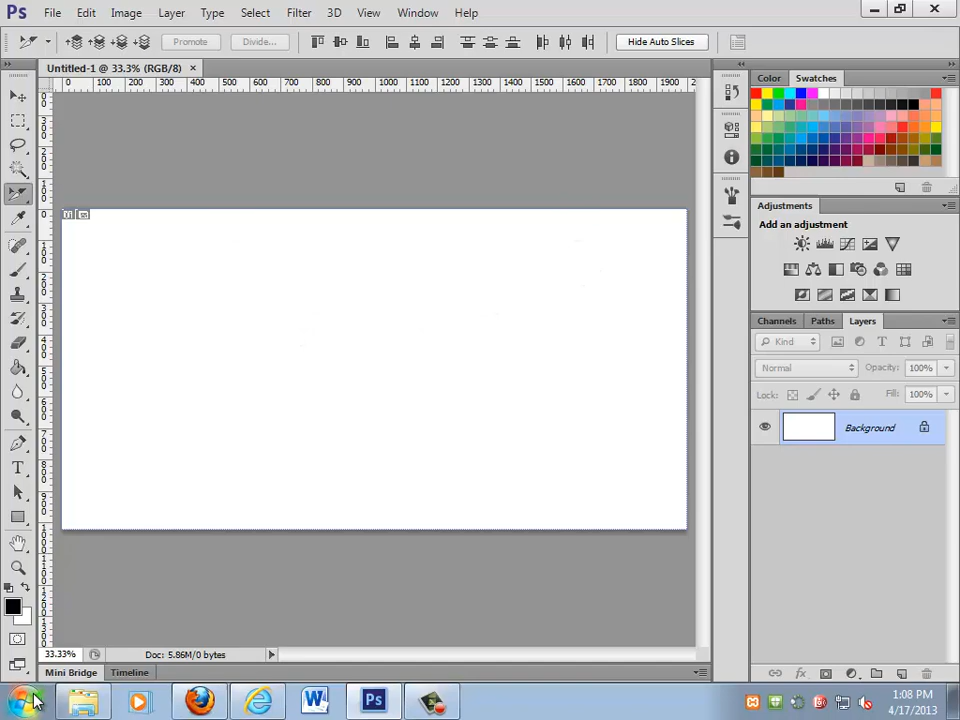 Ps File Edit Image Layer Type Select Filter 3D View Window Help
Promote Divide... Hide Auto Slices
Untitled-1 @ 33.3% (RGB/8) ×
0 100 200 300 400 500 600 700 800 900 1000 1100 1200 1300 1400 1500 1600 1700 1800 1900 2
Color Swatches
Adjustments
Add an adjustment
Channels Paths Layers
Kind
Normal Opacity: 100%
Lock: Fill: 100%
Background
T
33.33% Doc: 5.86M/0 bytes
Mini Bridge Timeline
W Ps
1:08 PM
4/17/2013